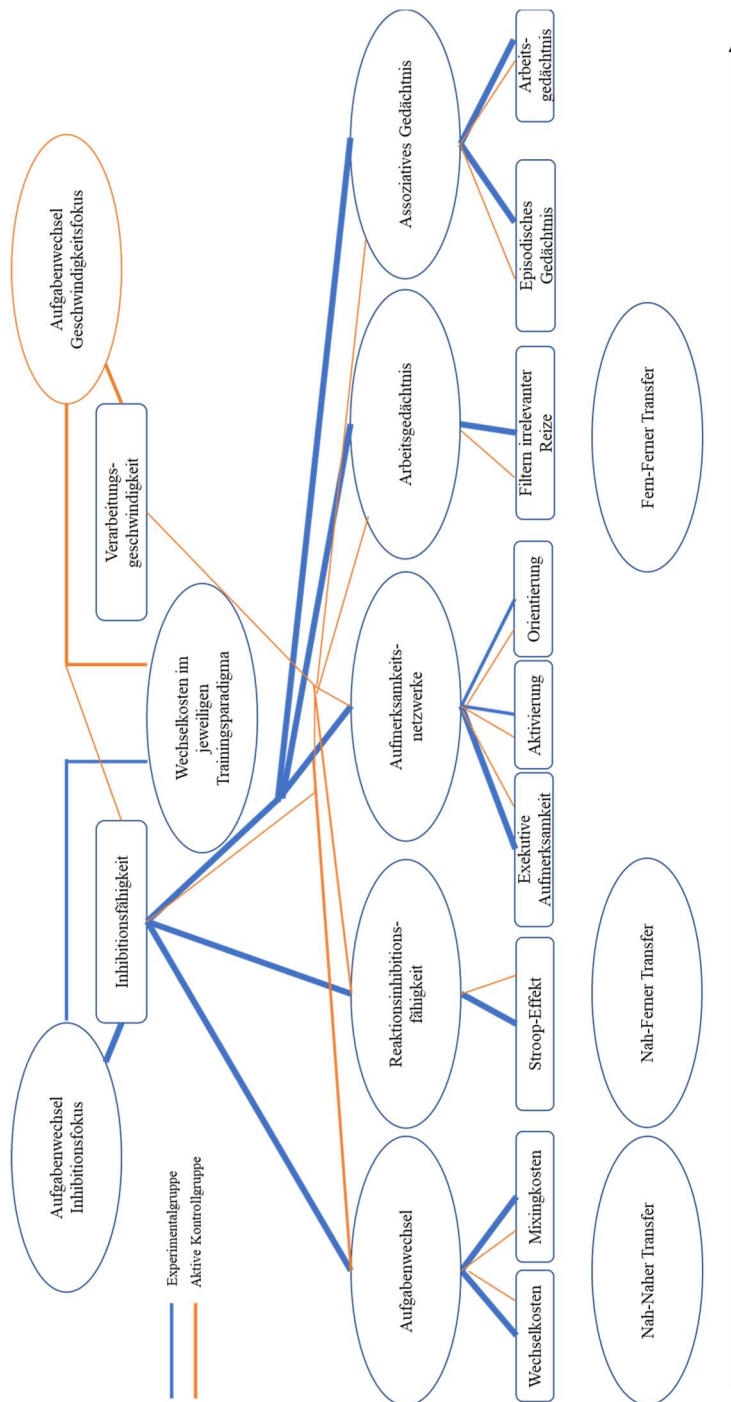 Aufgabenwechsel
Inhibitionsfokus
Aufgabenwechsel
Geschwindigkeitsfokus
Inhibitionsfähigkeit
Verarbeitungs-
geschwindigkeit
Wechselkosten im
jeweiligen
Trainingsparadigma
Experimentalgruppe
Aktive Kontrollgruppe
Aufgabenwechsel
Reaktionsinhibitions-
fähigkeit
Aufmerksamkeits-
netzwerke
Arbeitsgedächtnis
Assoziatives Gedächtnis
Wechselkosten
Mixingkosten
Stroop-Effekt
Exekutive
Aufmerksamkeit
Aktivierung
Orientierung
Filtern irrelevanter
Reize
Episodisches
Gedächtnis
Arbeits-
gedächtnis
Nah-Naher Transfer
Nah-Ferner Transfer
Fern-Ferner Transfer